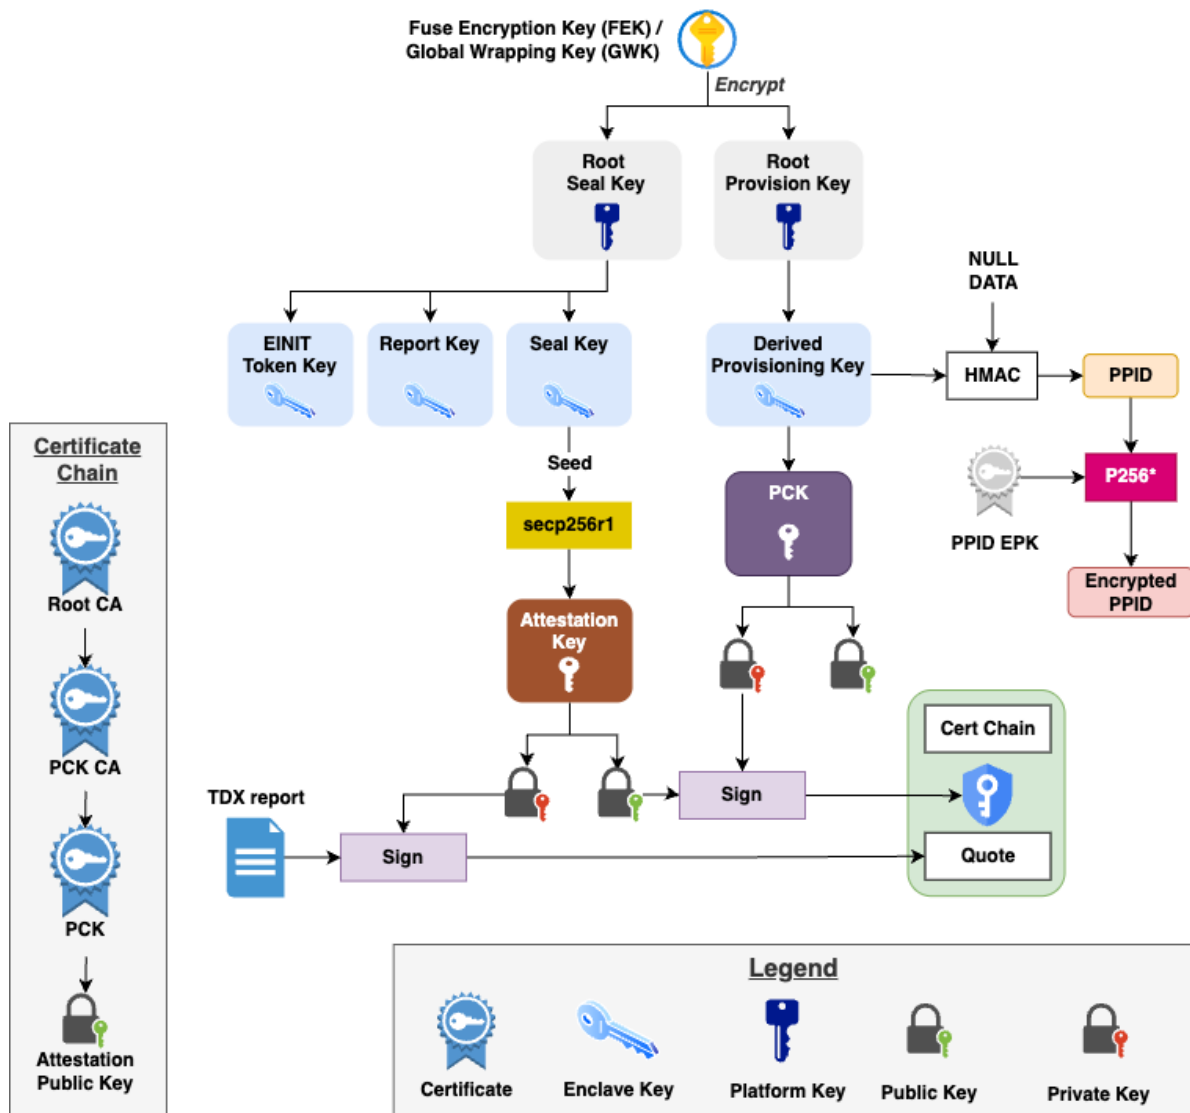 Fuse Encryption Key (FEK) /
Global Wrapping Key (GWK)
Encrypt
Root
Seal Key
Root
Provision Key
NULL
DATA
EINIT
Token Key
Report Key
Seal Key
Derived
Provisioning Key
HMAC
PPID
Certificate
Chain
Seed
PCK
P256*
secp256r1
PPID EPK
Encrypted
PPID
Root CA
Attestation
Key
Cert Chain
PCK CA
TDX report
Sign
Sign
Quote
PCK
Legend
Attestation
Public Key
Certificate
Enclave Key
Platform Key
Public Key
Private Key